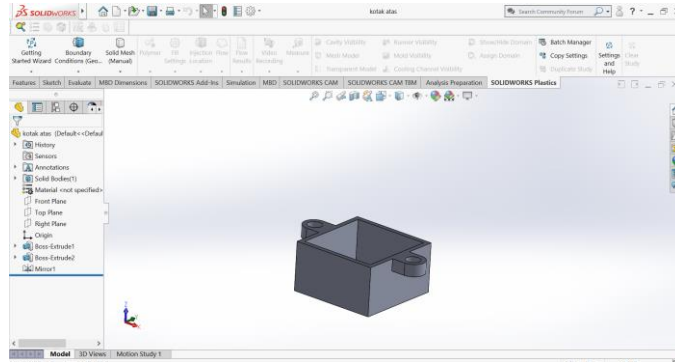 SOLIDWORKS
kotak atas
Search Community Forum
Getting Started Wizard
Boundary Conditions (Geo...
Solid Mesh (Manual)
Polymer
Fill Settings
Injection Location
Flow
Flow Results
Video Recording
Measure
Cavity Visibility
Runner Visibility
Show/Hide Domain
Batch Manager
Mesh Model
Mold Visibility
Assign Domain
Copy Settings
Transparent Model
Cooling Channel Visibility
Duplicate Study
Settings and Help
Clear Study
Features Sketch Evaluate MBD Dimensions SOLIDWORKS Add-Ins Simulation MBD SOLIDWORKS CAM SOLIDWORKS CAM TBM Analysis Preparation SOLIDWORKS Plastics
kotak atas (Default<<Defaul
History
Sensors
Annotations
Solid Bodies(1)
Material <not specified>
Front Plane
Top Plane
Right Plane
Origin
Boss-Extrude1
Boss-Extrude2
Mirror1
Model 3D Views Motion Study 1